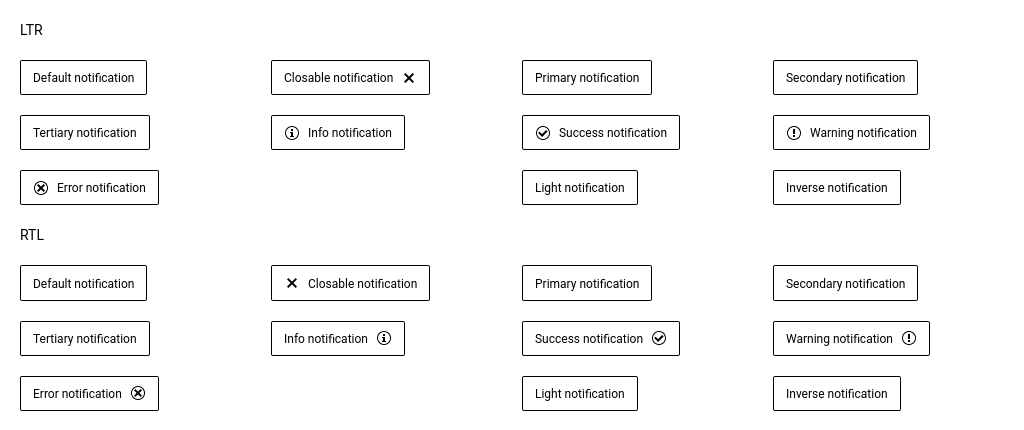 LTR
Default notification
Closable notification
Primary notification
Secondary notification
Tertiary notification
Info notification
Success notification
Warning notification
Error notification
Light notification
Inverse notification
RTL
Default notification
Closable notification
Primary notification
Secondary notification
Tertiary notification
Info notification
Success notification
Warning notification
Error notification
Light notification
Inverse notification